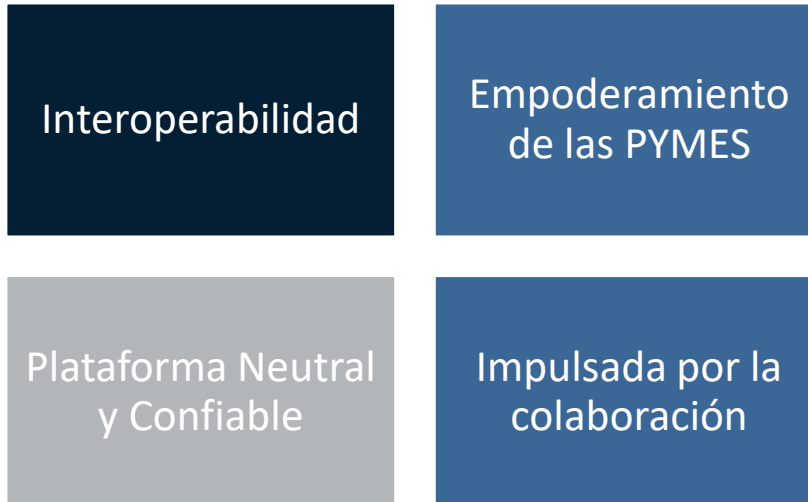 Interoperabilidad
Empoderamiento
de las PYMES
Plataforma Neutral
y Confiable
Impulsada por la
colaboración